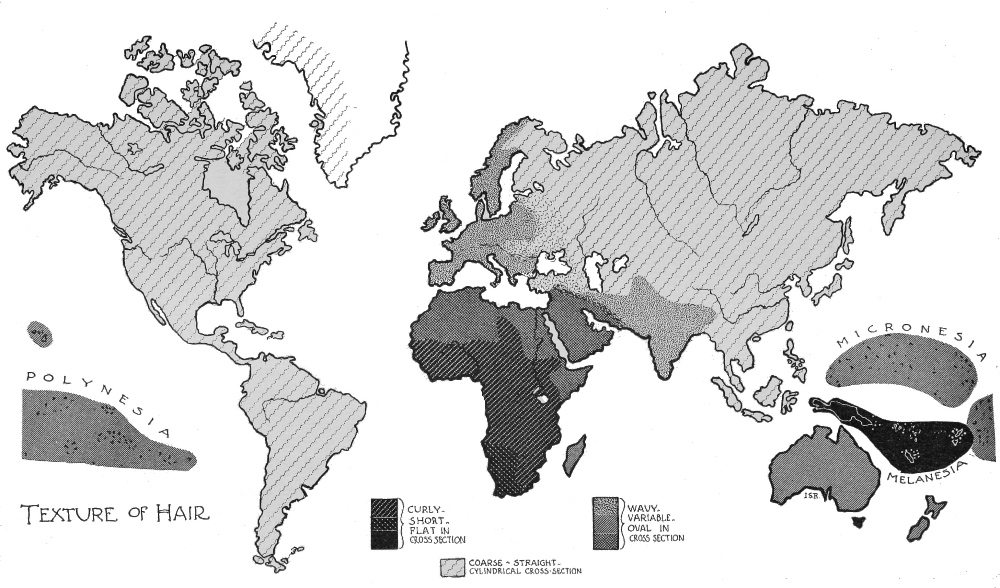 MICRONESIA
POLYNESIA
MELANESIA
I.S.R.
TEXTURE OF HAIR
CURLY-
SHORT-
FLAT IN
CROSS SECTION
WAVY-
VARIABLE-
OVAL IN
CROSS SECTION
COARSE - STRAIGHT-
CYLINDRICAL CROSS-SECTION